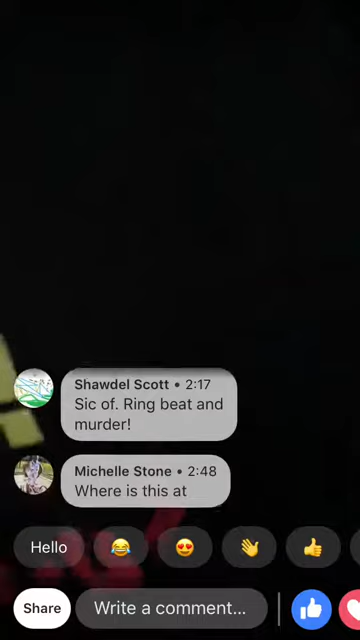 Shawdel Scott • 2:17
Sic of. Ring beat and
murder!
Michelle Stone • 2:48
Where is this at
Hello
Share
Write a comment...